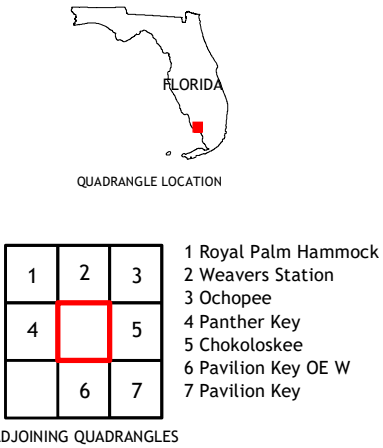 FLORIDA
QUADRANGLE LOCATION
1 2 3
4 5
6 7
1 Royal Palm Hammock
2 Weavers Station
3 Ochopee
4 Panther Key
5 Chokoloskee
6 Pavilion Key OE W
7 Pavilion Key
DJOINING QUADRANGLES